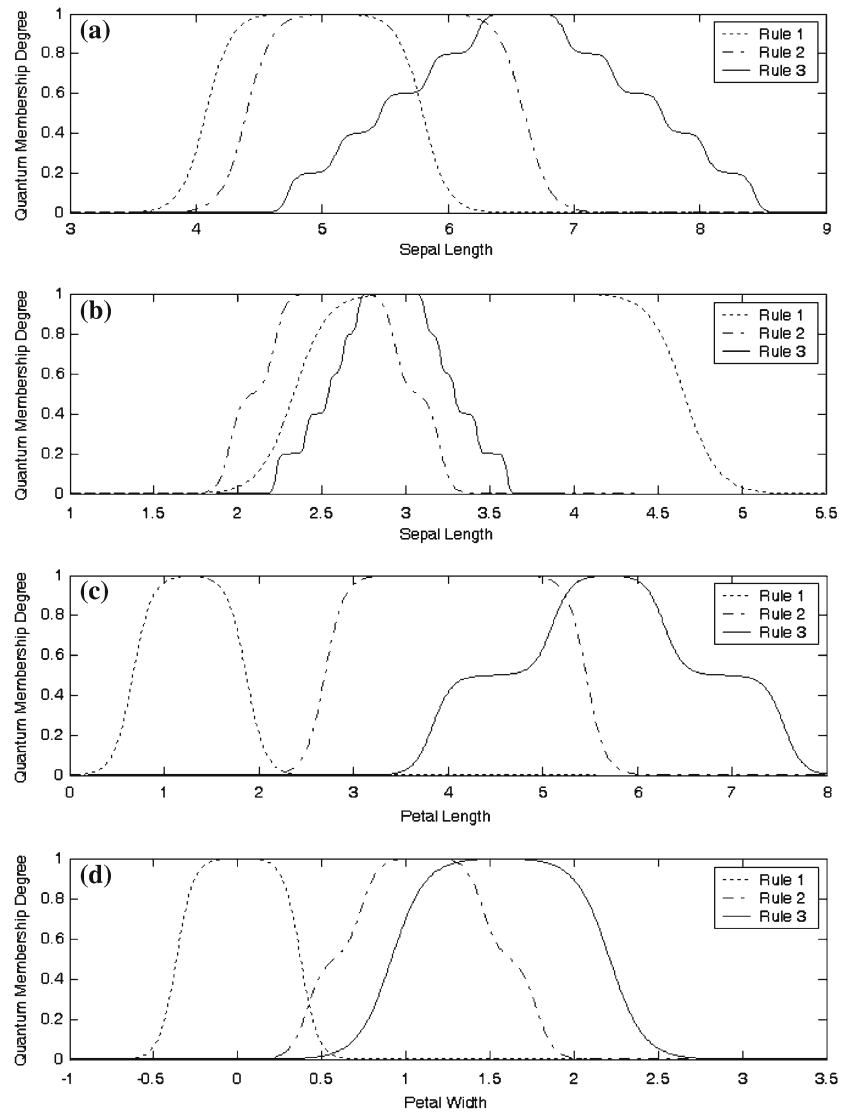 (a)
Quantum Membership Degree
1
0.8
0.6
0.4
0.2
0
3 4 5 6 7 8 9
Sepal Length
Rule 1
Rule 2
Rule 3
(b)
Quantum Membership Degree
1
0.8
0.6
0.4
0.2
0
1 1.5 2 2.5 3 3.5 4 4.5 5 5.5
Sepal Length
Rule 1
Rule 2
Rule 3
(c)
Quantum Membership Degree
1
0.8
0.6
0.4
0.2
0
0 1 2 3 4 5 6 7 8
Petal Length
Rule 1
Rule 2
Rule 3
(d)
Quantum Membership Degree
1
0.8
0.6
0.4
0.2
0
-1 -0.5 0 0.5 1 1.5 2 2.5 3 3.5
Petal Width
Rule 1
Rule 2
Rule 3